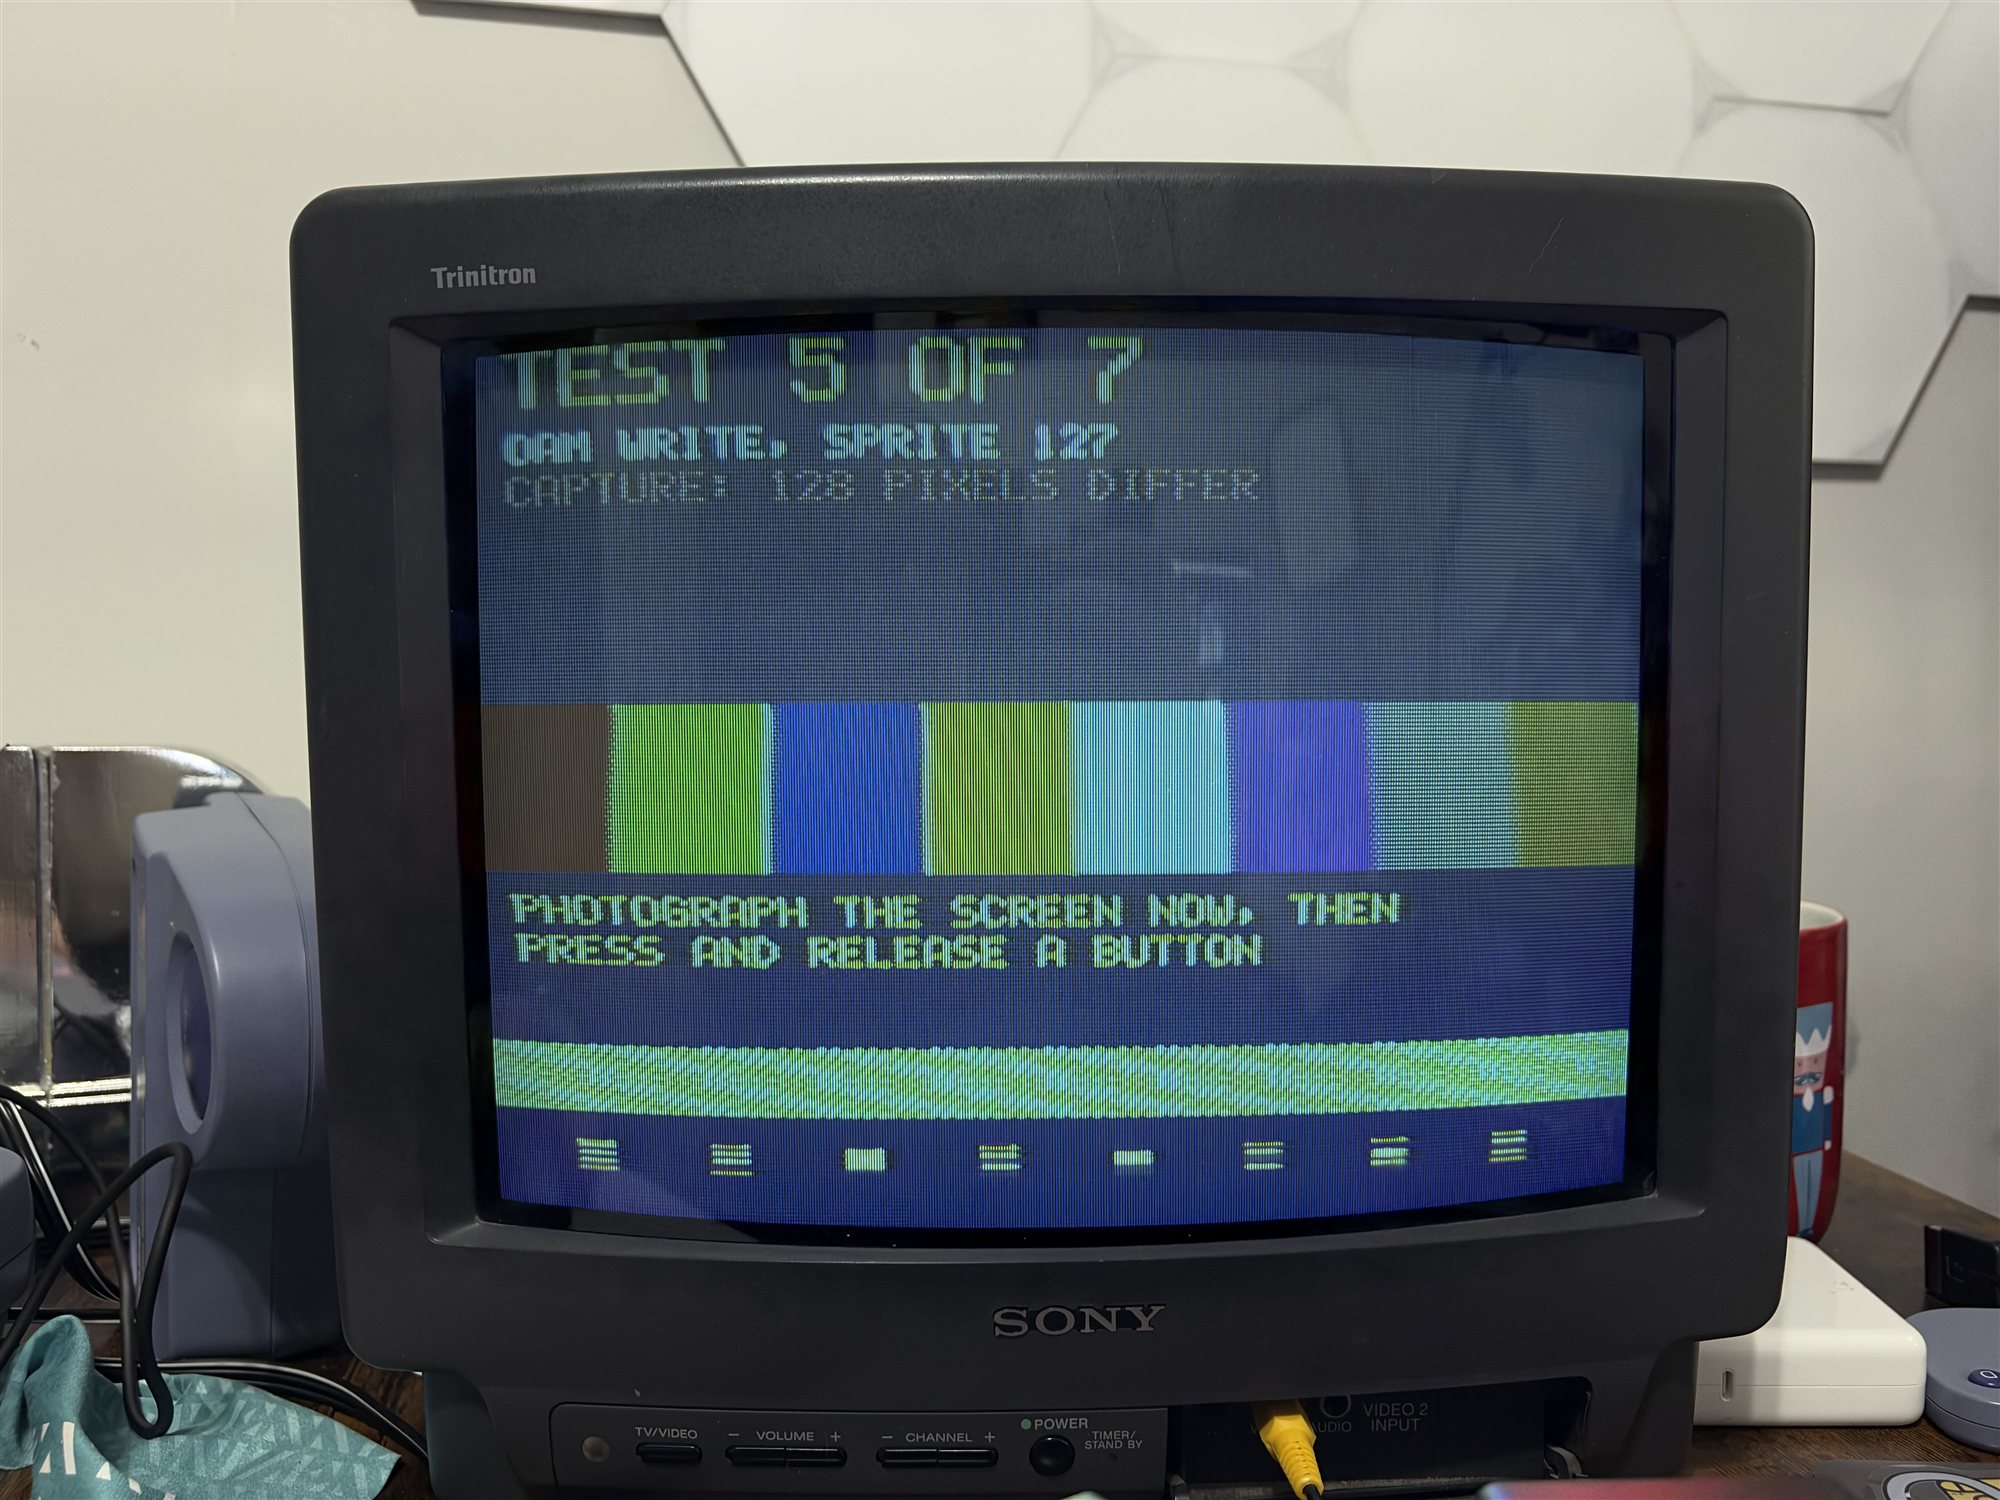 Trinitron
TEST 5 OF 7
OAM WRITE, SPRITE 127
CAPTURE: 128 PIXELS DIFFER
PHOTOGRAPH THE SCREEN NOW, THEN
PRESS AND RELEASE A BUTTON
SONY
TV/VIDEO
− VOLUME +
− CHANNEL +
POWER
TIMER/
STAND BY
AUDIO
VIDEO 2
INPUT